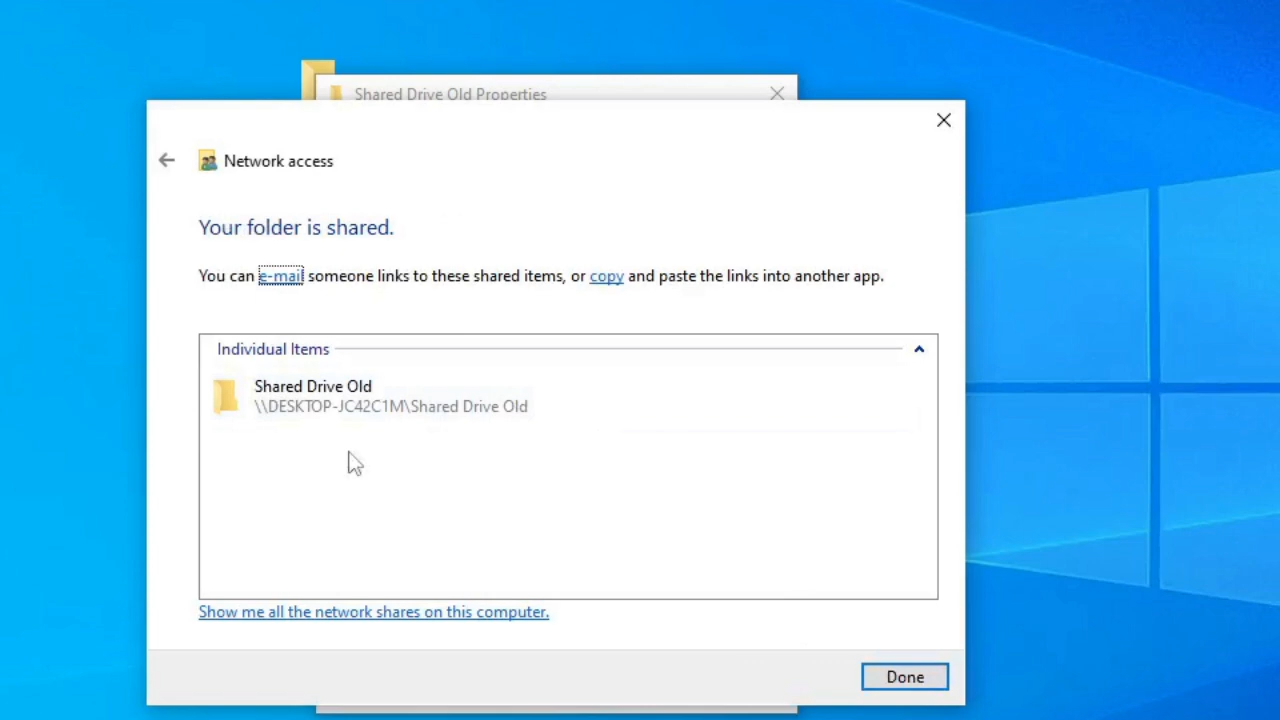 Shared Drive Old Properties
Network access
Your folder is shared.
You can e-mail someone links to these shared items, or copy and paste the links into another app.
Individual Items
Shared Drive Old
\\DESKTOP-JC42C1M\Shared Drive Old
Show me all the network shares on this computer.
Done